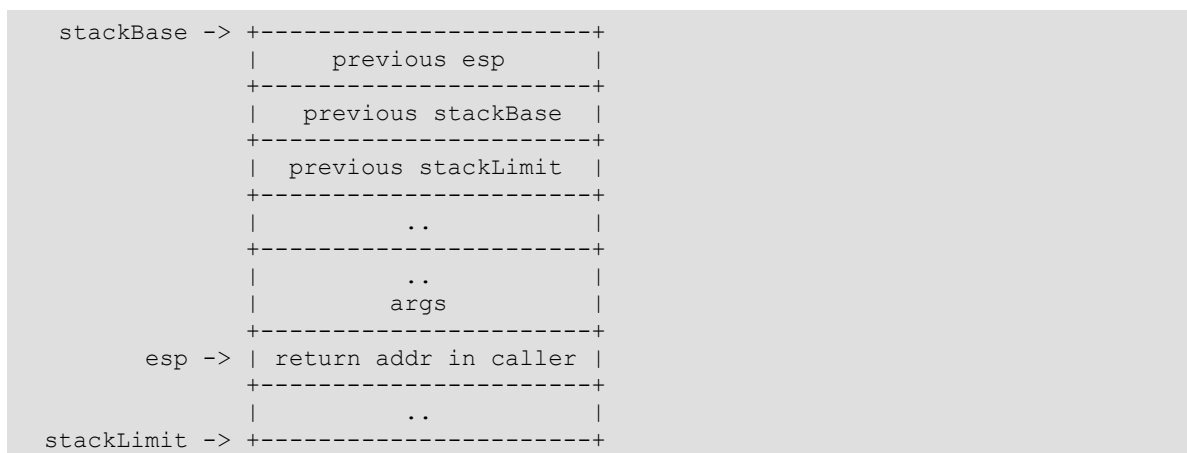 stackBase -> +-----------------------+
|     previous esp      |
+-----------------------+
|   previous stackBase  |
+-----------------------+
|  previous stackLimit  |
+-----------------------+
|          ..           |
+-----------------------+
|          ..           |
|         args          |
+-----------------------+
esp -> | return addr in caller |
+-----------------------+
|          ..           |
stackLimit -> +-----------------------+